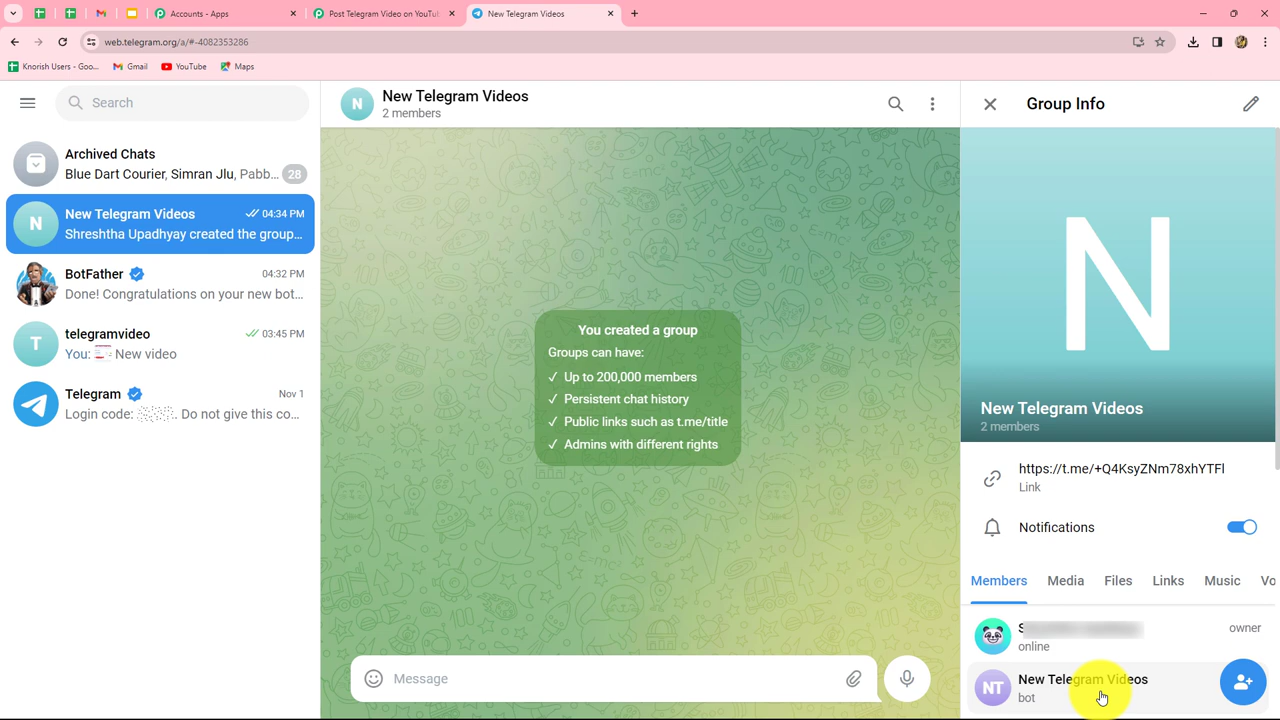 Accounts - Apps
Post Telegram Video on YouTu
New Telegram Videos
web.telegram.org/a/#-4082353286
Knorish Users - Goo...
Gmail
YouTube
Maps
Search
Archived Chats
Blue Dart Courier, Simran Jlu, Pabb... 28
New Telegram Videos 04:34 PM
Shreshtha Upadhyay created the group...
BotFather 04:32 PM
Done! Congratulations on your new bot...
T
telegramvideo 03:45 PM
You: New video
Telegram Nov 1
Login code: . Do not give this co...
N
N
New Telegram Videos
2 members
You created a group
Groups can have:
✓ Up to 200,000 members
✓ Persistent chat history
✓ Public links such as t.me/title
✓ Admins with different rights
Message
Group Info
N
New Telegram Videos
2 members
https://t.me/+Q4KsyZNm78xhYTFl
Link
Notifications
Members Media Files Links Music Vo
owner
online
NT
New Telegram Videos
bot